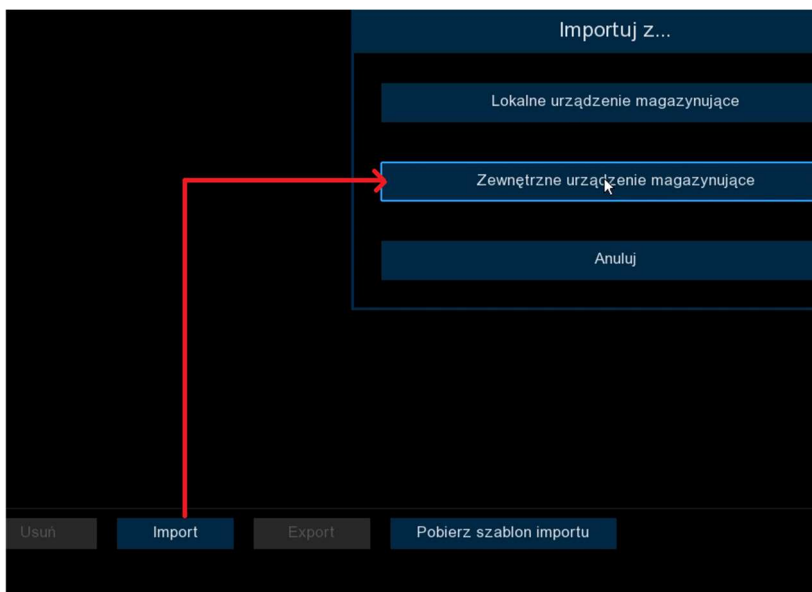 Importuj z...
Lokalne urządzenie magazynujące
Zewnętrzne urządzenie magazynujące
Anuluj
Usuń Import Export Pobierz szablon importu